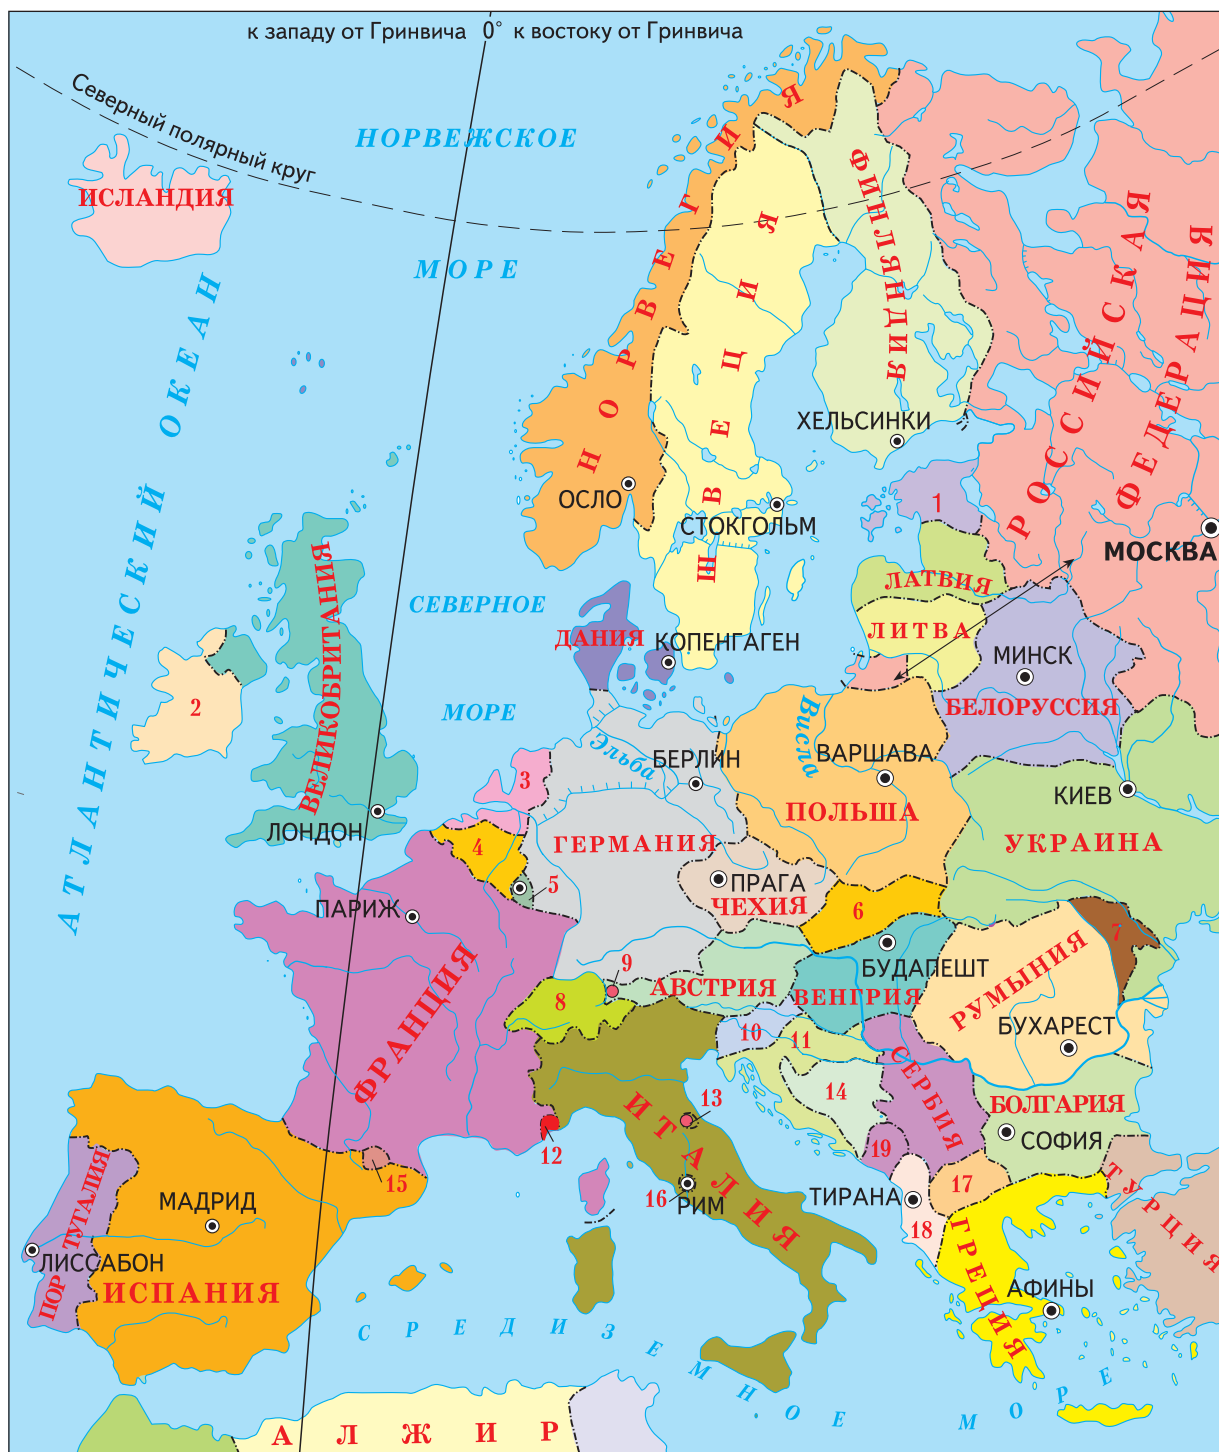 к западу от Гринвича 0° к востоку от Гринвича
Северный полярный круг
НОРВЕЖСКОЕ
МОРЕ
ИСЛАНДИЯ
АТЛАНТИЧЕСКИЙ ОКЕАН
НОРВЕГИЯ
ШВЕЦИЯ
ФИНЛЯНДИЯ
РОССИЙСКАЯ
ФЕДЕРАЦИЯ
ХЕЛЬСИНКИ
ОСЛО
СТОКГОЛЬМ
1
МОСКВА
ЛАТВИЯ
СЕВЕРНОЕ
МОРЕ
ДАНИЯ
КОПЕНГАГЕН
ЛИТВА
МИНСК
БЕЛОРУССИЯ
ВЕЛИКОБРИТАНИЯ
2
ЛОНДОН
3
Эльба
БЕРЛИН
Висла
ВАРШАВА
ПОЛЬША
КИЕВ
УКРАИНА
4
ГЕРМАНИЯ
5
ПРАГА
ЧЕХИЯ
6
ПАРИЖ
ФРАНЦИЯ
7
БУДАПЕШТ
ВЕНГРИЯ
РУМЫНИЯ
БУХАРЕСТ
8
9
АВСТРИЯ
10
11
СЕРБИЯ
14
БОЛГАРИЯ
СОФИЯ
ИТАЛИЯ
13
12
19
15
16
РИМ
ТИРАНА
17
18
ТУРЦИЯ
ГРЕЦИЯ
АФИНЫ
ПОРТУГАЛИЯ
МАДРИД
ЛИССАБОН
ИСПАНИЯ
СРЕДИЗЕМНОЕ МОРЕ
АЛЖИР